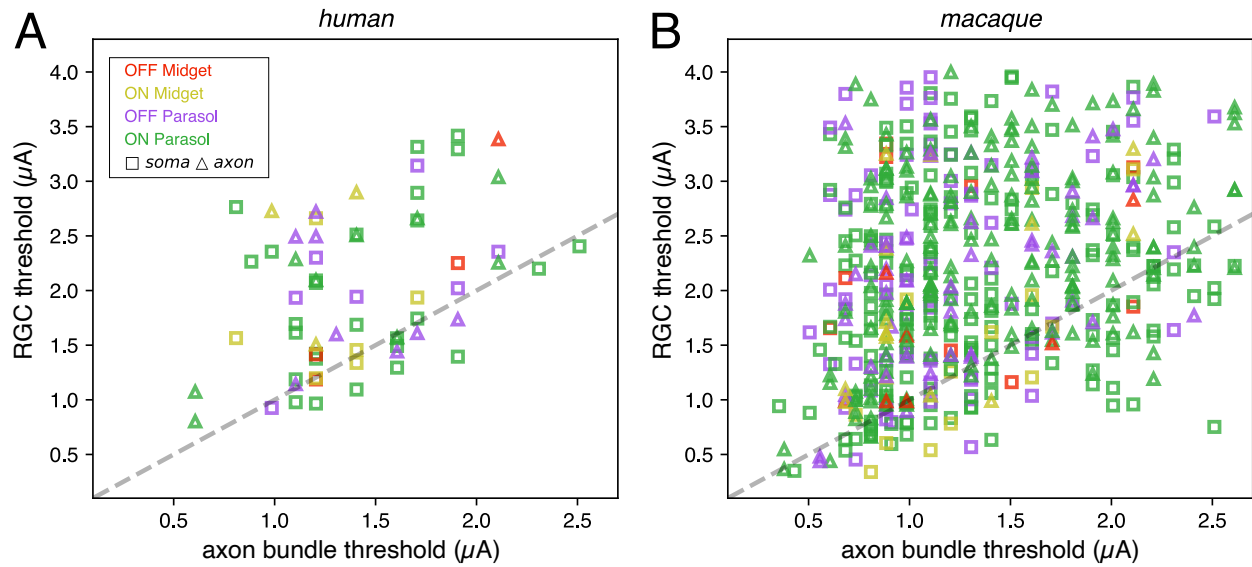 A
human
B
macaque
OFF Midget
ON Midget
OFF Parasol
ON Parasol
□ soma △ axon
RGC threshold (μA)
4.0
3.5
3.0
2.5
2.0
1.5
1.0
0.5
0.5 1.0 1.5 2.0 2.5
axon bundle threshold (μA)
RGC threshold (μA)
4.0
3.5
3.0
2.5
2.0
1.5
1.0
0.5
0.5 1.0 1.5 2.0 2.5
axon bundle threshold (μA)